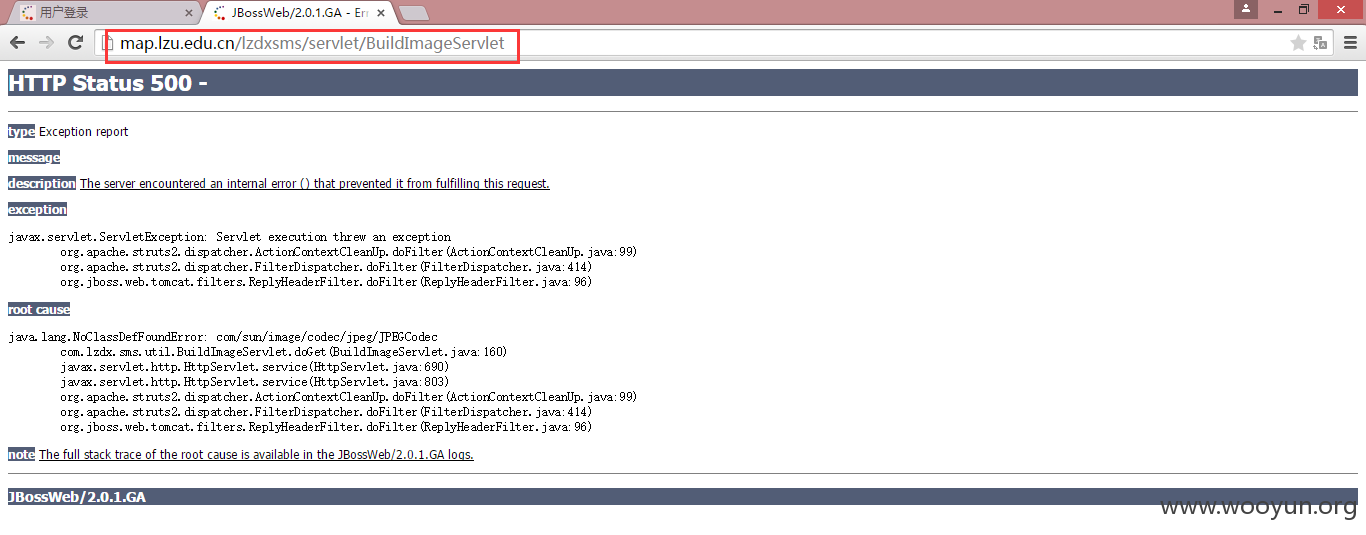 用户登录
JBossWeb/2.0.1.GA - Err
map.lzu.edu.cn/lzdxsms/servlet/BuildImageServlet
HTTP Status 500 -
type Exception report
message
description The server encountered an internal error () that prevented it from fulfilling this request.
exception
javax.servlet.ServletException: Servlet execution threw an exception
org.apache.struts2.dispatcher.ActionContextCleanUp.doFilter(ActionContextCleanUp.java:99)
org.apache.struts2.dispatcher.FilterDispatcher.doFilter(FilterDispatcher.java:414)
org.jboss.web.tomcat.filters.ReplyHeaderFilter.doFilter(ReplyHeaderFilter.java:96)
root cause
java.lang.NoClassDefFoundError: com/sun/image/codec/jpeg/JPEGCodec
com.lzdx.sms.util.BuildImageServlet.doGet(BuildImageServlet.java:160)
javax.servlet.http.HttpServlet.service(HttpServlet.java:690)
javax.servlet.http.HttpServlet.service(HttpServlet.java:803)
org.apache.struts2.dispatcher.ActionContextCleanUp.doFilter(ActionContextCleanUp.java:99)
org.apache.struts2.dispatcher.FilterDispatcher.doFilter(FilterDispatcher.java:414)
org.jboss.web.tomcat.filters.ReplyHeaderFilter.doFilter(ReplyHeaderFilter.java:96)
note The full stack trace of the root cause is available in the JBossWeb/2.0.1.GA logs.
JBossWeb/2.0.1.GA
www.wooyun.org